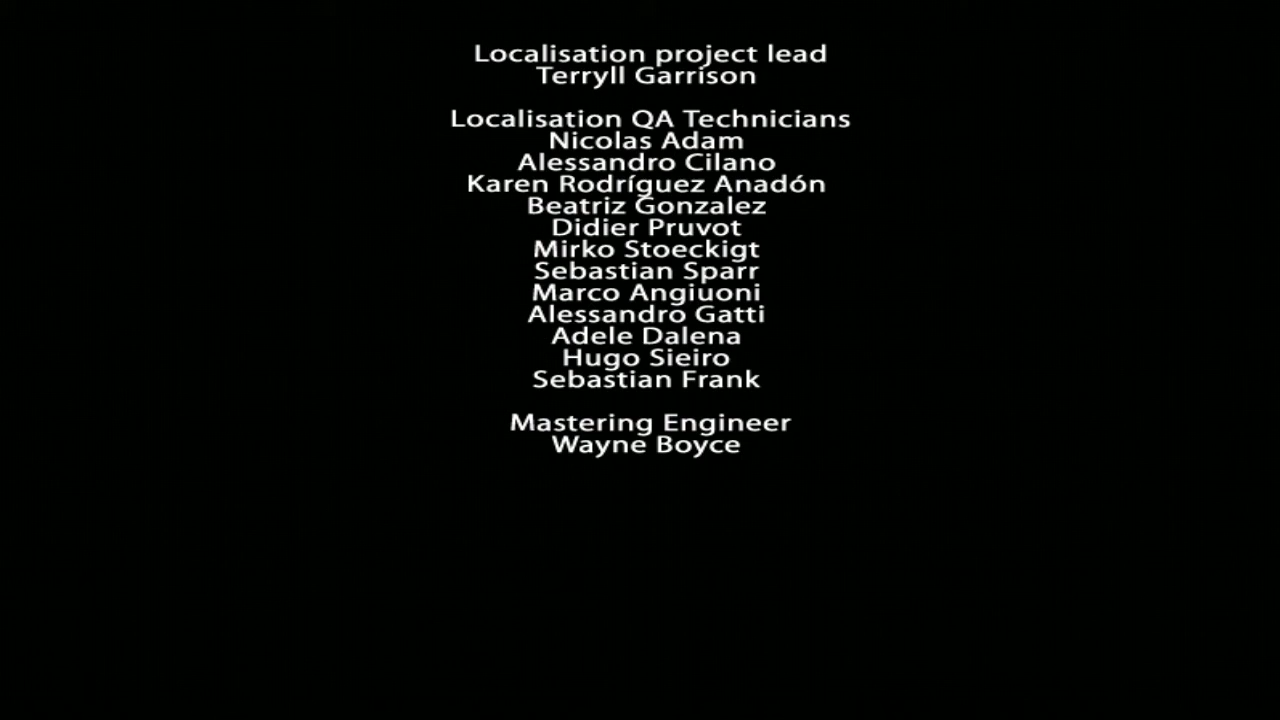 Localisation project lead
Terryll Garrison
Localisation QA Technicians
Nicolas Adam
Alessandro Cilano
Karen Rodríguez Anadón
Beatriz Gonzalez
Didier Pruvot
Mirko Stoeckigt
Sebastian Sparr
Marco Angiuoni
Alessandro Gatti
Adele Dalena
Hugo Sieiro
Sebastian Frank
Mastering Engineer
Wayne Boyce